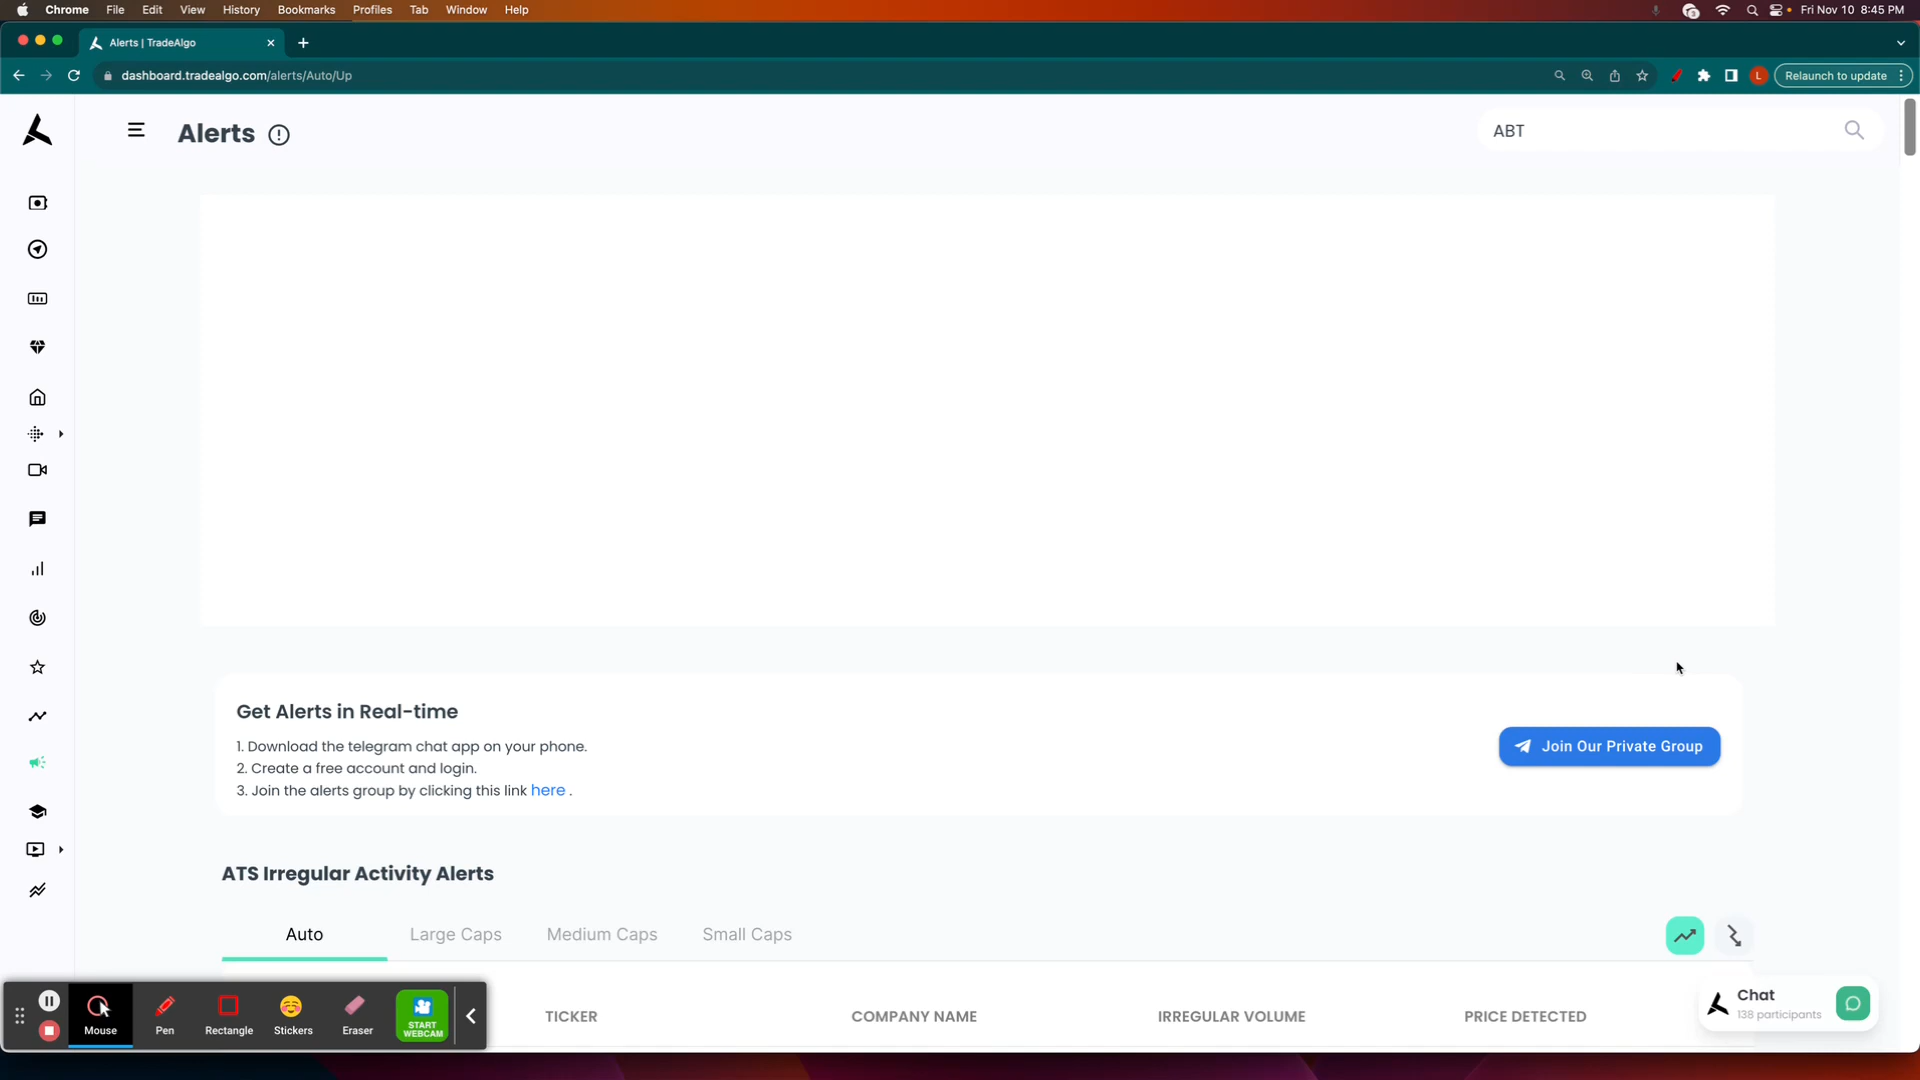 Chrome File Edit View History Bookmarks Profiles Tab Window Help Fri Nov 10 8:45 PM
Alerts | TradeAlgo
dashboard.tradealgo.com/alerts/Auto/Up L Relaunch to update
Alerts ABT
Get Alerts in Real-time
1. Download the telegram chat app on your phone.
2. Create a free account and login.
3. Join the alerts group by clicking this link here .
Join Our Private Group
ATS Irregular Activity Alerts
Auto Large Caps Medium Caps Small Caps
TICKER COMPANY NAME IRREGULAR VOLUME PRICE DETECTED
Chat
138 participants
Mouse Pen Rectangle Stickers Eraser START WEBCAM